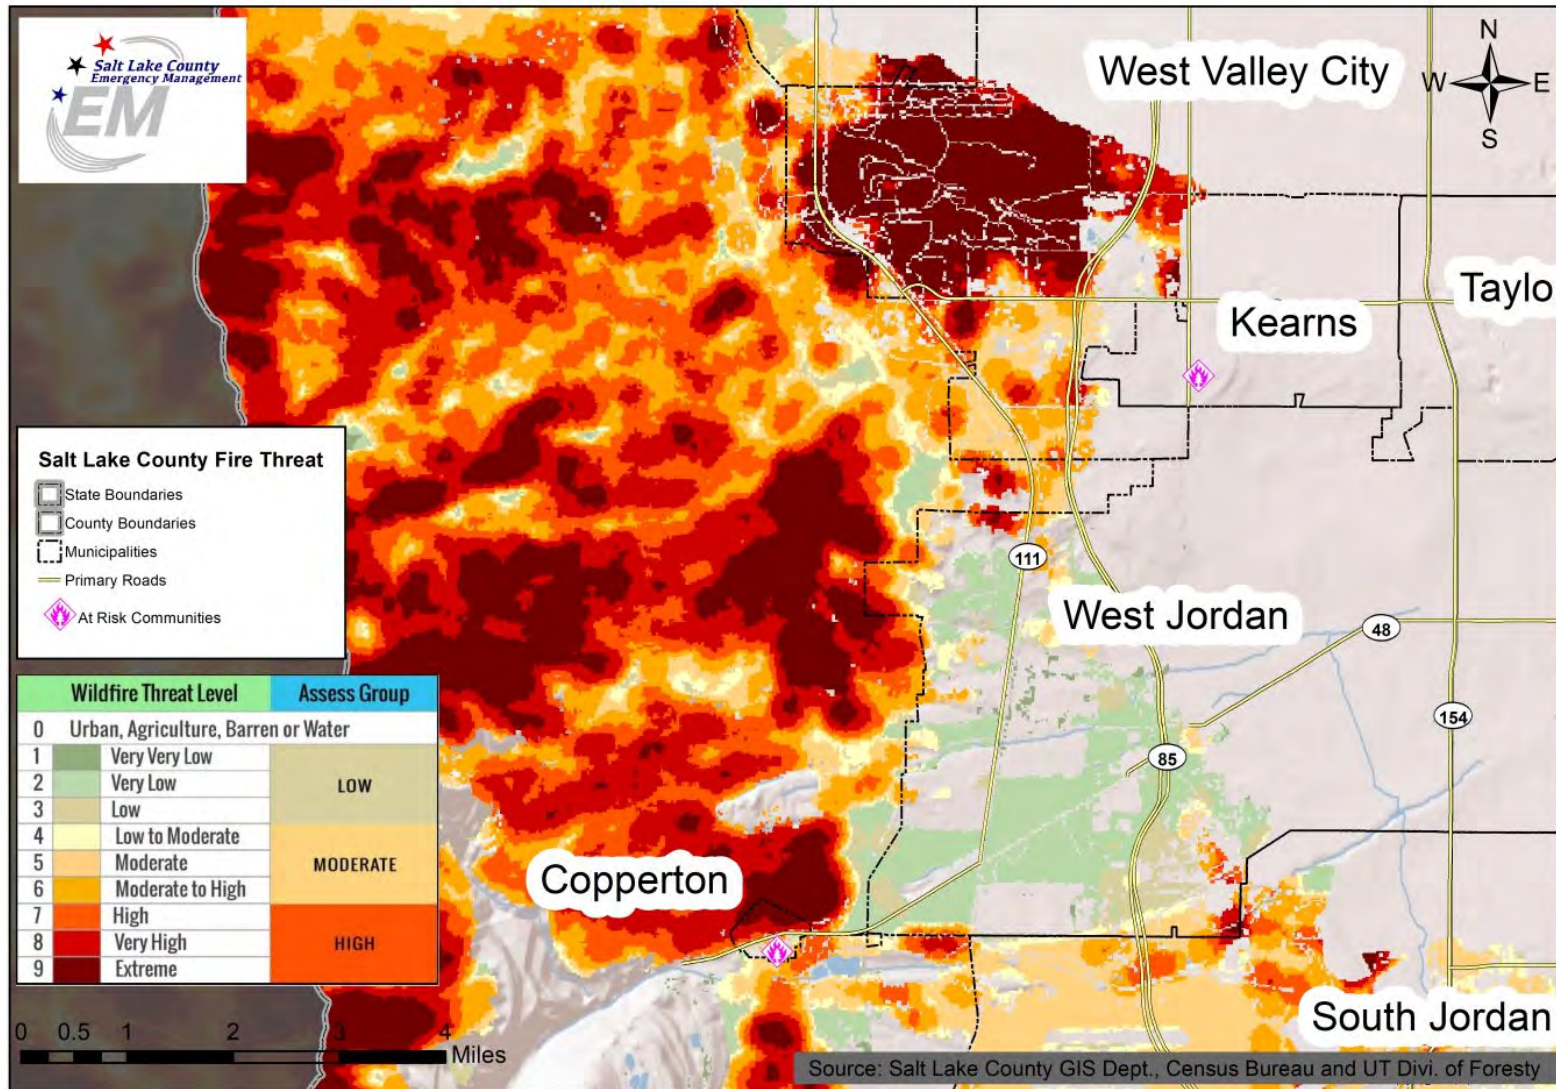 Salt Lake County
Emergency Management
EM
N
W E
S
West Valley City
Taylo
Kearns
Salt Lake County Fire Threat
State Boundaries
County Boundaries
Municipalities
Primary Roads
At Risk Communities
111
West Jordan
48
154
85
Wildfire Threat Level Assess Group
0 Urban, Agriculture, Barren or Water
1 Very Very Low
2 Very Low LOW
3 Low
4 Low to Moderate
5 Moderate MODERATE
6 Moderate to High
7 High
8 Very High HIGH
9 Extreme
Copperton
South Jordan
0 0.5 1 2 3 4
Miles
Source: Salt Lake County GIS Dept., Census Bureau and UT Divi. of Foresty